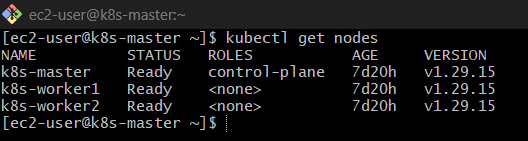 ec2-user@k8s-master:~
[ec2-user@k8s-master ~]$ kubectl get nodes
NAME STATUS ROLES AGE VERSION
k8s-master Ready control-plane 7d20h v1.29.15
k8s-worker1 Ready <none> 7d20h v1.29.15
k8s-worker2 Ready <none> 7d20h v1.29.15
[ec2-user@k8s-master ~]$